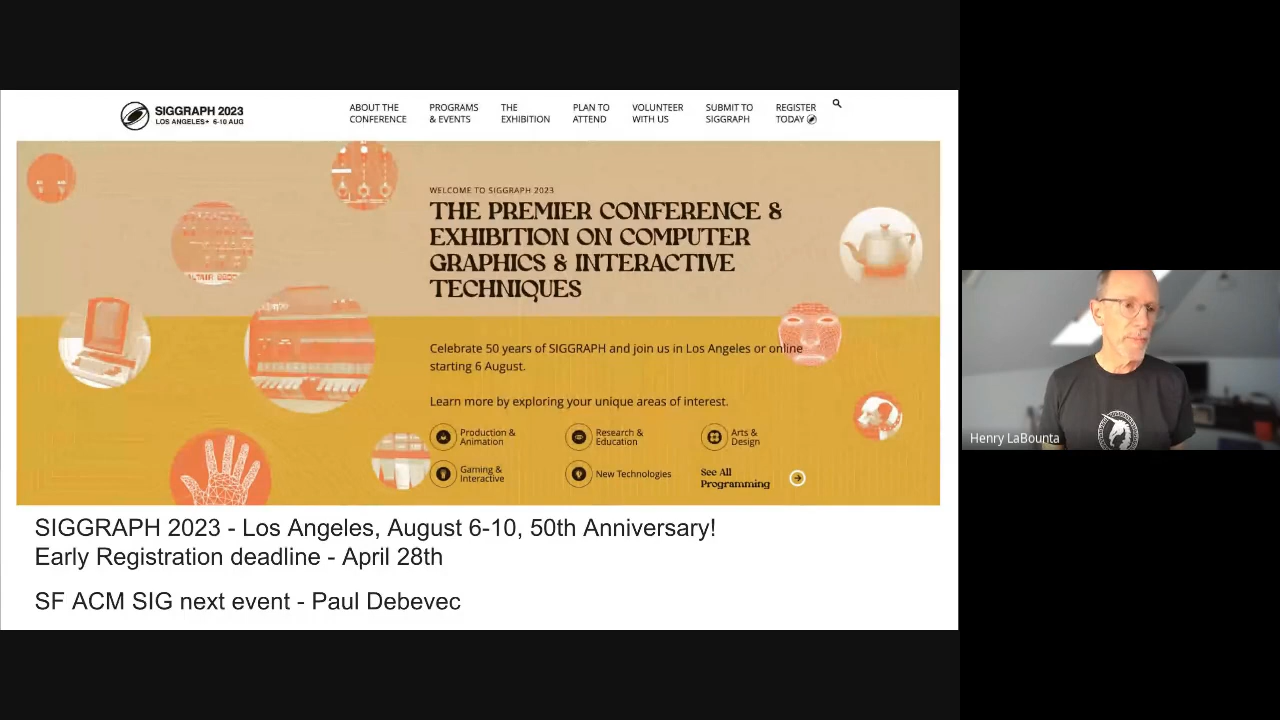 SIGGRAPH 2023
LOS ANGELES+ 6-10 AUG
ABOUT THE
CONFERENCE
PROGRAMS
& EVENTS
THE
EXHIBITION
PLAN TO
ATTEND
VOLUNTEER
WITH US
SUBMIT TO
SIGGRAPH
REGISTER
TODAY
WELCOME TO SIGGRAPH 2023
THE PREMIER CONFERENCE &
EXHIBITION ON COMPUTER
GRAPHICS & INTERACTIVE
TECHNIQUES
Celebrate 50 years of SIGGRAPH and join us in Los Angeles or online
starting 6 August.
Learn more by exploring your unique areas of interest.
Production &
Animation
Research &
Education
Arts &
Design
Gaming &
Interactive
New Technologies
See All
Programming
SIGGRAPH 2023 - Los Angeles, August 6-10, 50th Anniversary!
Early Registration deadline - April 28th
SF ACM SIG next event - Paul Debevec
Henry LaBounta